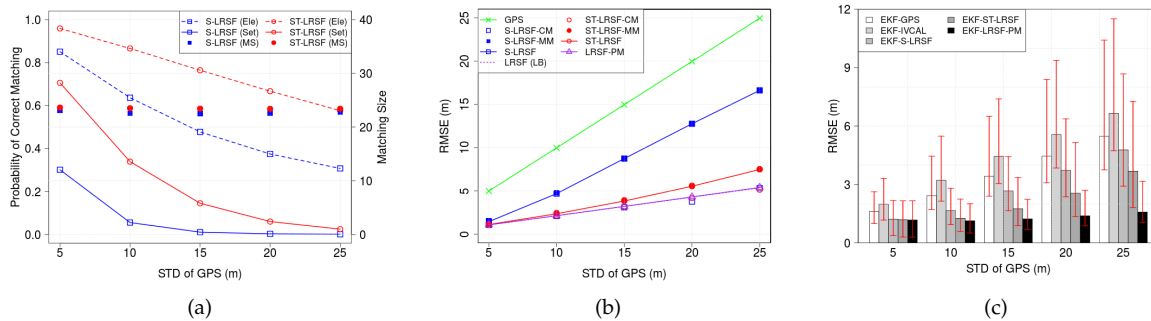 S-LRSF (Ele) ST-LRSF (Ele)
S-LRSF (Set) ST-LRSF (Set)
S-LRSF (MS) ST-LRSF (MS)
Probability of Correct Matching
1.0
0.8
0.6
0.4
0.2
0.0
40
30
20
10
0
Matching Size
5 10 15 20 25
STD of GPS (m)
(a)
GPS ST-LRSF-CM
S-LRSF-CM ST-LRSF-MM
S-LRSF-MM ST-LRSF
S-LRSF LRSF-PM
LRSF (LB)
RMSE (m)
25
20
15
10
5
0
5 10 15 20 25
STD of GPS (m)
(b)
EKF-GPS EKF-ST-LRSF
EKF-IVCAL EKF-LRSF-PM
EKF-S-LRSF
RMSE (m)
12
9
6
3
0
5 10 15 20 25
STD of GPS (m)
(c)